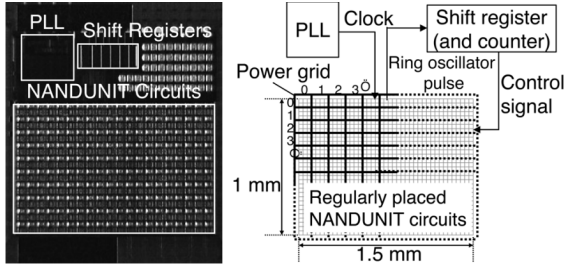 PLL
Shift Registers
NANDUNIT Circuits
PLL
Clock
Shift register
(and counter)
Ring oscillator
pulse
Control
signal
Power grid
0 1 2 3 Ö
0
1
2
3
Ö
1 mm
Regularly placed
NANDUNIT circuits
1.5 mm